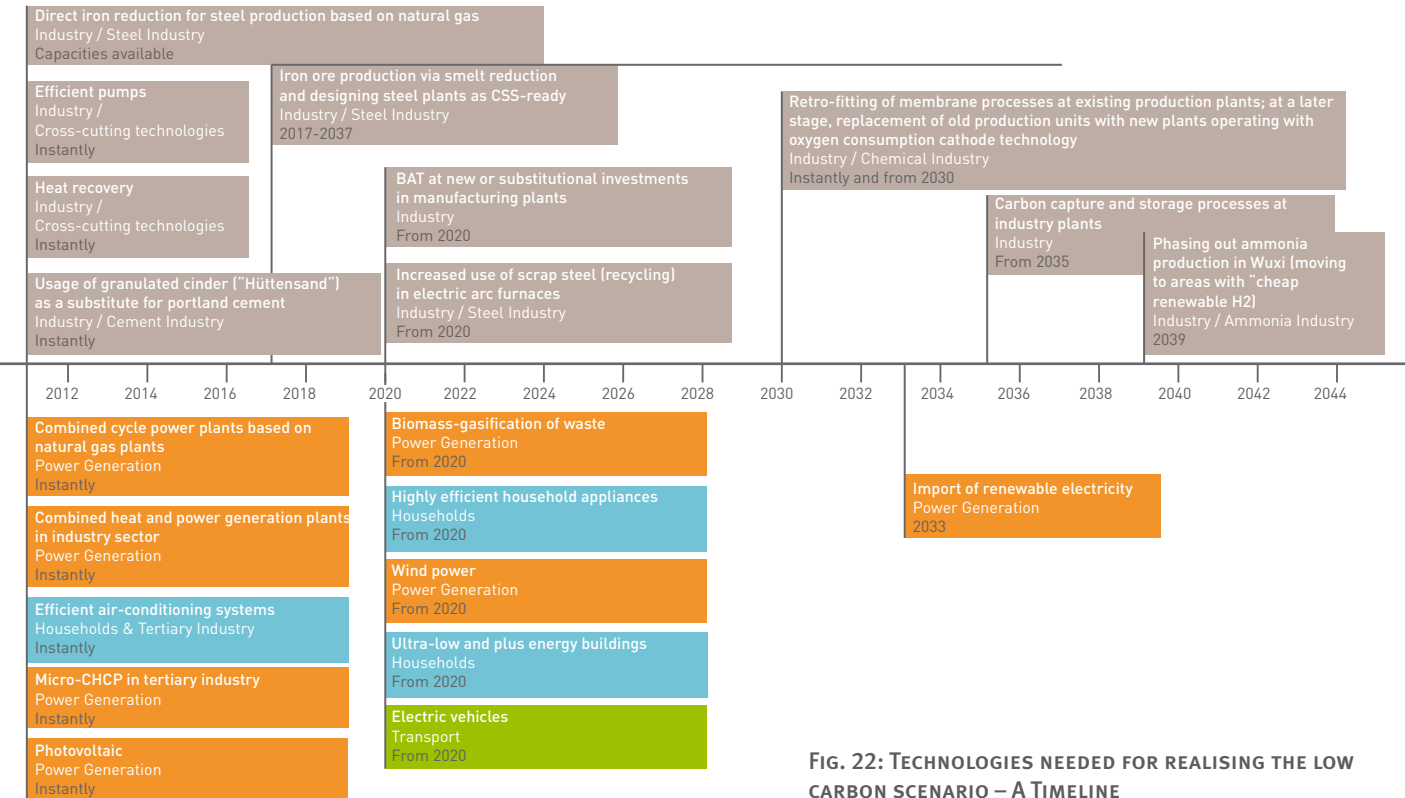 Direct iron reduction for steel production based on natural gas
Industry / Steel Industry
Capacities available
Efficient pumps
Industry /
Cross-cutting technologies
Instantly
Heat recovery
Industry /
Cross-cutting technologies
Instantly
Usage of granulated cinder ("Hüttensand")
as a substitute for portland cement
Industry / Cement Industry
Instantly
Iron ore production via smelt reduction
and designing steel plants as CSS-ready
Industry / Steel Industry
2017-2037
BAT at new or substitutional investments
in manufacturing plants
Industry
From 2020
Increased use of scrap steel (recycling)
in electric arc furnaces
Industry / Steel Industry
From 2020
Retro-fitting of membrane processes at existing production plants; at a later
stage, replacement of old production units with new plants operating with
oxygen consumption cathode technology
Industry / Chemical Industry
Instantly and from 2030
Carbon capture and storage processes at
industry plants
Industry
From 2035
Phasing out ammonia
production in Wuxi (moving
to areas with "cheap
renewable H2)
Industry / Ammonia Industry
2039
2012 2014 2016 2018 2020 2022 2024 2026 2028 2030 2032 2034 2036 2038 2040 2042 2044
Combined cycle power plants based on
natural gas plants
Power Generation
Instantly
Combined heat and power generation plants
in industry sector
Power Generation
Instantly
Efficient air-conditioning systems
Households & Tertiary Industry
Instantly
Micro-CHCP in tertiary industry
Power Generation
Instantly
Photovoltaic
Power Generation
Instantly
Biomass-gasification of waste
Power Generation
From 2020
Highly efficient household appliances
Households
From 2020
Wind power
Power Generation
From 2020
Ultra-low and plus energy buildings
Households
From 2020
Electric vehicles
Transport
From 2020
Import of renewable electricity
Power Generation
2033
Fig. 22: Technologies needed for realising the low
carbon scenario – A Timeline